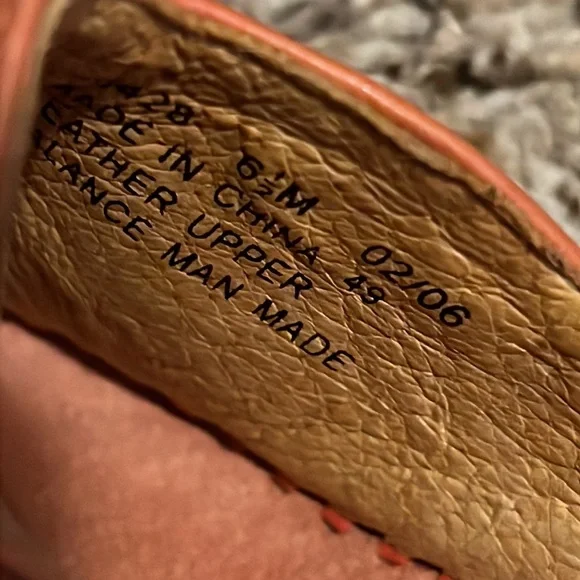 428 6½M 02/06
MADE IN CHINA 49
LEATHER UPPER
BALANCE MAN MADE